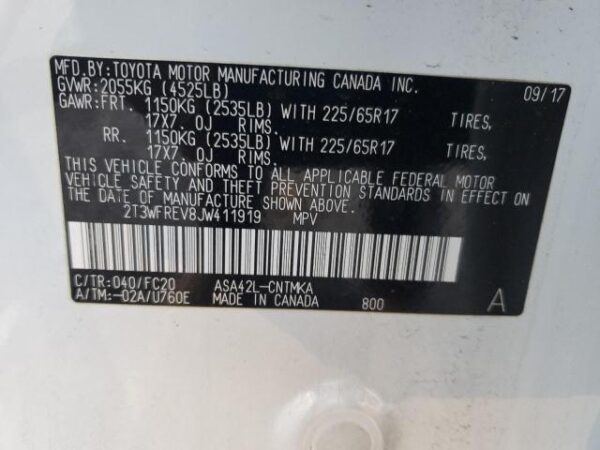 MFD.BY:TOYOTA MOTOR MANUFACTURING CANADA INC.
GVWR:2055KG (4525LB) 09/17
GAWR:FRT. 1150KG (2535LB) WITH 225/65R17 TIRES,
17X7.0J RIMS.
RR. 1150KG (2535LB) WITH 225/65R17 TIRES,
17X7.0J RIMS.
THIS VEHICLE CONFORMS TO ALL APPLICABLE FEDERAL MOTOR
VEHICLE SAFETY AND THEFT PREVENTION STANDARDS IN EFFECT ON
THE DATE OF MANUFACTURE SHOWN ABOVE.
2T3WFREV8JW411919 MPV
C/TR:040/FC20 ASA42L-CNTMKA
A/TM:-02A/U760E MADE IN CANADA 800 A